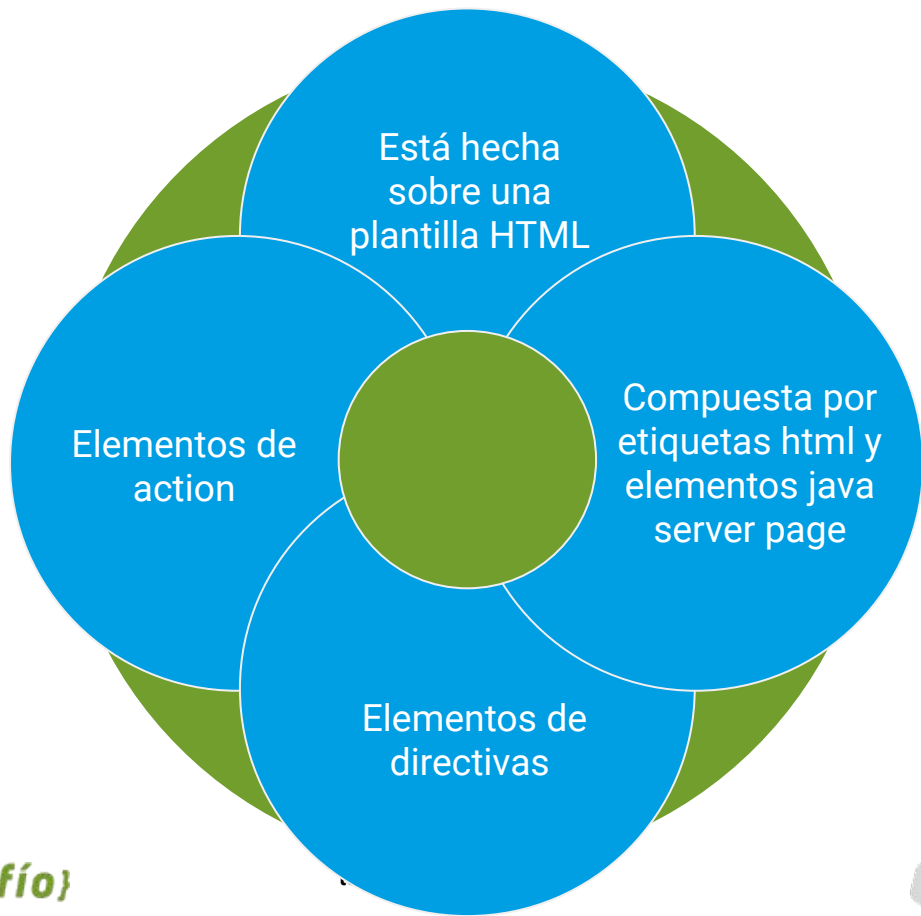 Está hecha
sobre una
plantilla HTML
Elementos de
action
Compuesta por
etiquetas html y
elementos java
server page
Elementos de
directivas
fío}